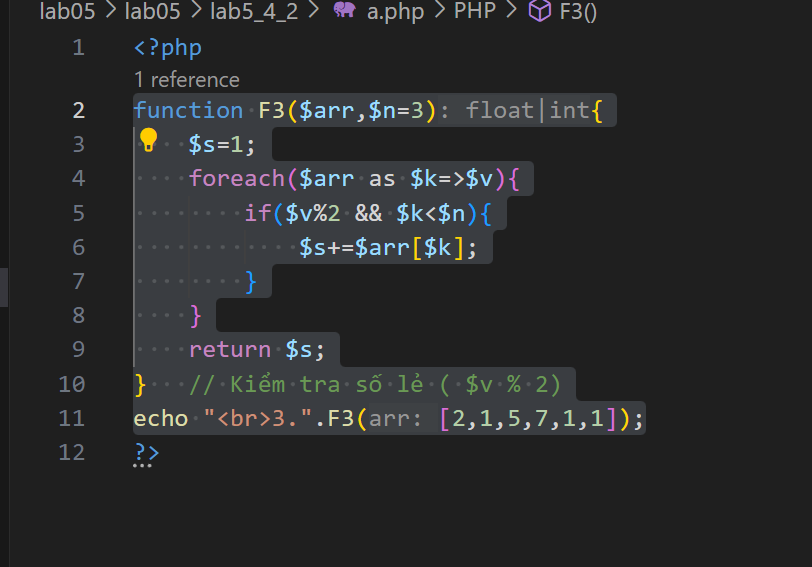 lab05 > lab05 > lab5_4_2 > a.php > PHP > F3()
1 <?php
1 reference
2 function F3($arr,$n=3): float|int{
3     $s=1;
4     foreach($arr as $k=>$v){
5         if($v%2 && $k<$n){
6             $s+=$arr[$k];
7         }
8     }
9     return $s;
10 }   // Kiểm tra số lẻ ( $v % 2)
11 echo "<br>3.".F3(arr: [2,1,5,7,1,1]);
12 ?>